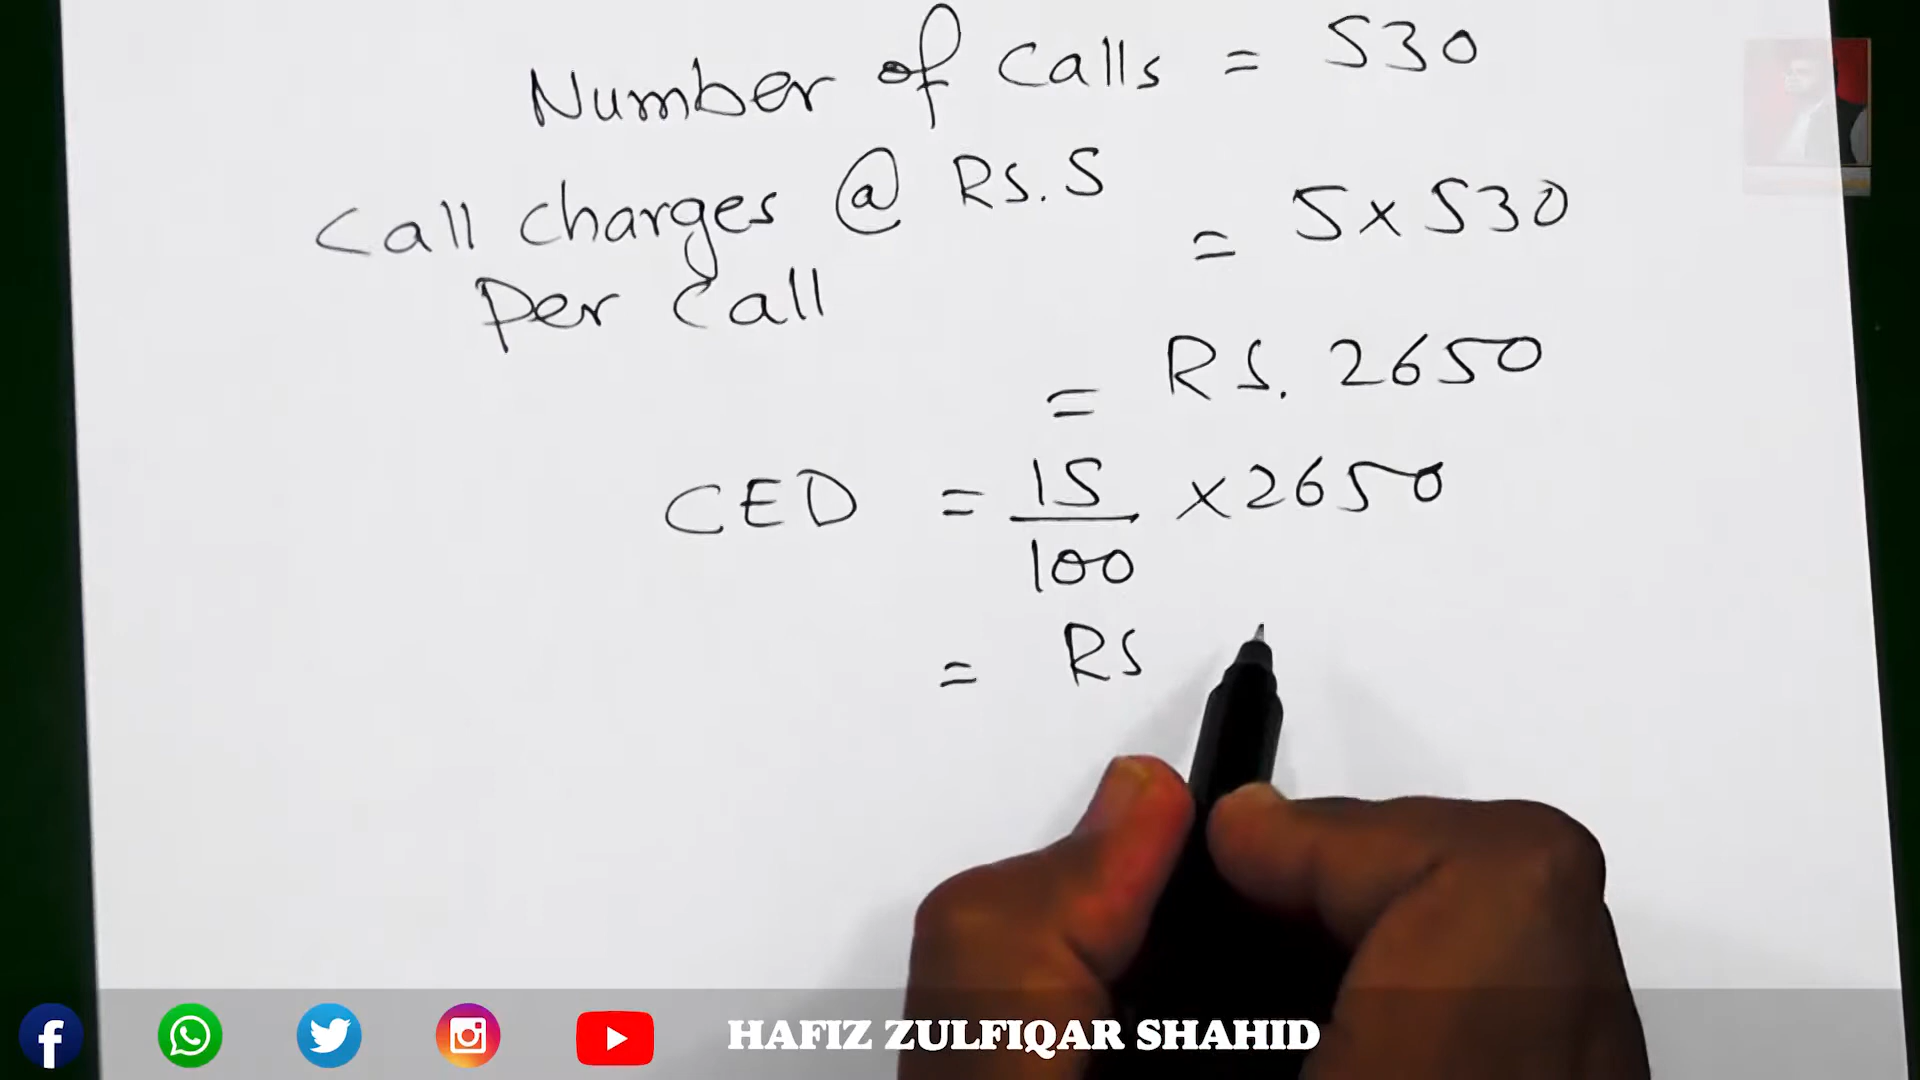 Number of calls = 530
Call charges @ Rs. 5
Per call
= 5 × 530
= Rs. 2650
CED = 15/100 × 2650
= Rs
HAFIZ ZULFIQAR SHAHID